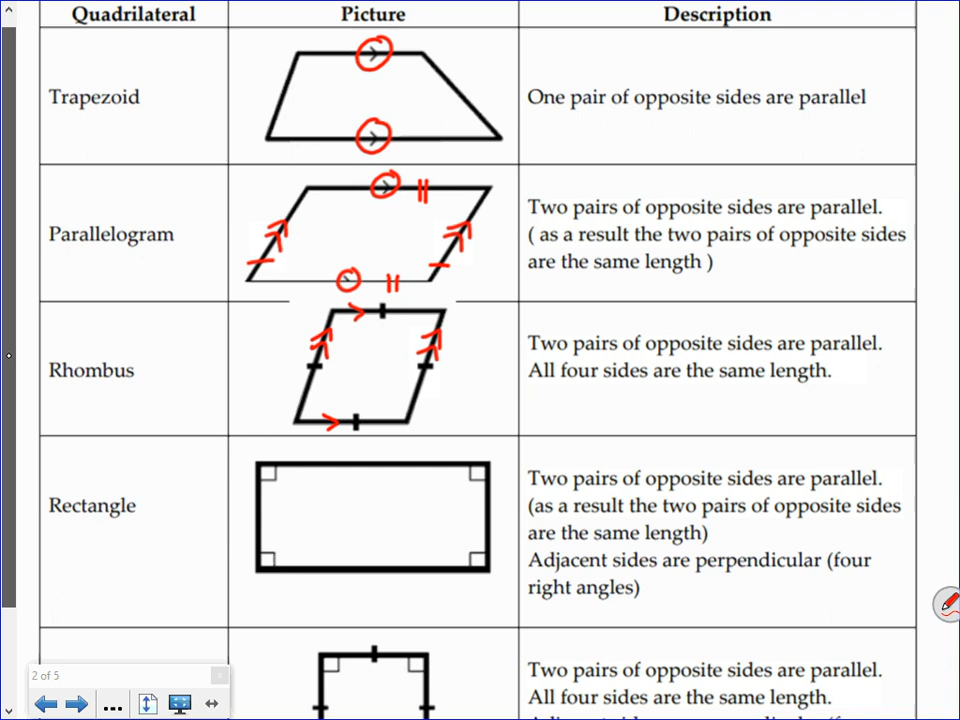 Quadrilateral Picture Description
Trapezoid
One pair of opposite sides are parallel
Parallelogram
Two pairs of opposite sides are parallel.
( as a result the two pairs of opposite sides
are the same length )
Rhombus
Two pairs of opposite sides are parallel.
All four sides are the same length.
Rectangle
Two pairs of opposite sides are parallel.
(as a result the two pairs of opposite sides
are the same length)
Adjacent sides are perpendicular (four
right angles)
Two pairs of opposite sides are parallel.
All four sides are the same length.
2 of 5